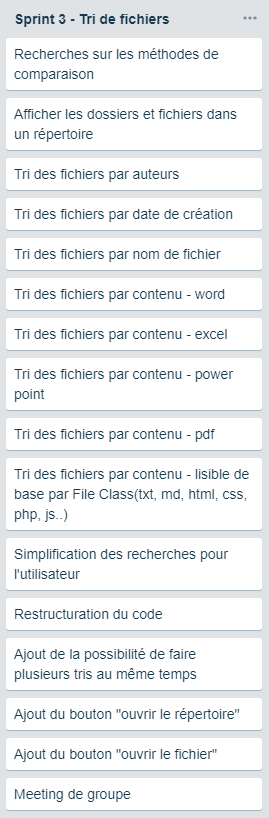 Sprint 3 - Tri de fichiers
Recherches sur les méthodes de
comparaison
Afficher les dossiers et fichiers dans
un répertoire
Tri des fichiers par auteurs
Tri des fichiers par date de création
Tri des fichiers par nom de fichier
Tri des fichiers par contenu - word
Tri des fichiers par contenu - excel
Tri des fichiers par contenu - power
point
Tri des fichiers par contenu - pdf
Tri des fichiers par contenu - lisible de
base par File Class(txt, md, html, css,
php, js..)
Simplification des recherches pour
l'utilisateur
Restructuration du code
Ajout de la possibilité de faire
plusieurs tris au même temps
Ajout du bouton "ouvrir le répertoire"
Ajout du bouton "ouvrir le fichier"
Meeting de groupe